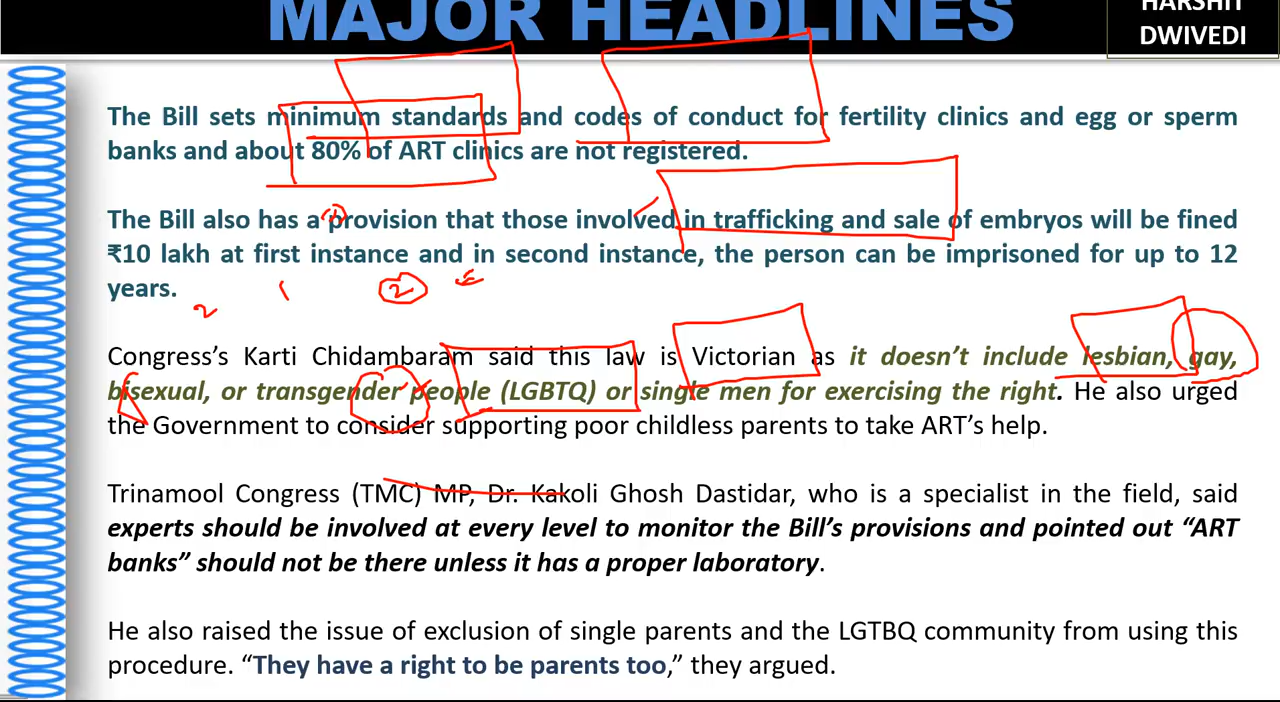 MAJOR HEADLINES
HARSHIT
DWIVEDI
The Bill sets minimum standards and codes of conduct for fertility clinics and egg or sperm
banks and about 80% of ART clinics are not registered.
The Bill also has a provision that those involved in trafficking and sale of embryos will be fined
₹10 lakh at first instance and in second instance, the person can be imprisoned for up to 12
years.
2 1 2
Congress's Karti Chidambaram said this law is Victorian as it doesn't include lesbian, gay,
bisexual, or transgender people (LGBTQ) or single men for exercising the right. He also urged
the Government to consider supporting poor childless parents to take ART's help.
Trinamool Congress (TMC) MP, Dr. Kakoli Ghosh Dastidar, who is a specialist in the field, said
experts should be involved at every level to monitor the Bill's provisions and pointed out “ART
banks” should not be there unless it has a proper laboratory.
He also raised the issue of exclusion of single parents and the LGTBQ community from using this
procedure. “They have a right to be parents too,” they argued.